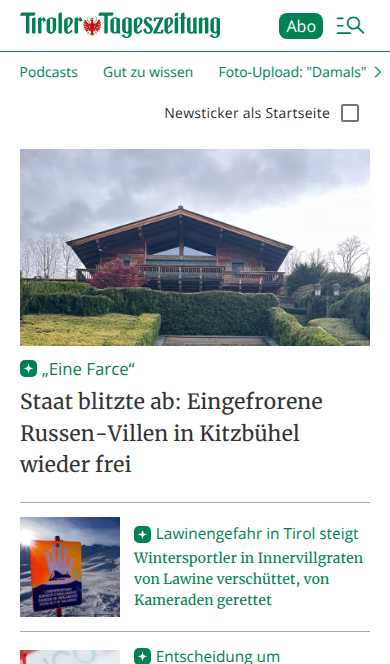 Tiroler Tageszeitung
Abo
Podcasts Gut zu wissen Foto-Upload: "Damals"
Newsticker als Startseite
„Eine Farce“
Staat blitzte ab: Eingefrorene
Russen-Villen in Kitzbühel
wieder frei
Lawinengefahr in Tirol steigt
Wintersportler in Innervillgraten
von Lawine verschüttet, von
Kameraden gerettet
Entscheidung um